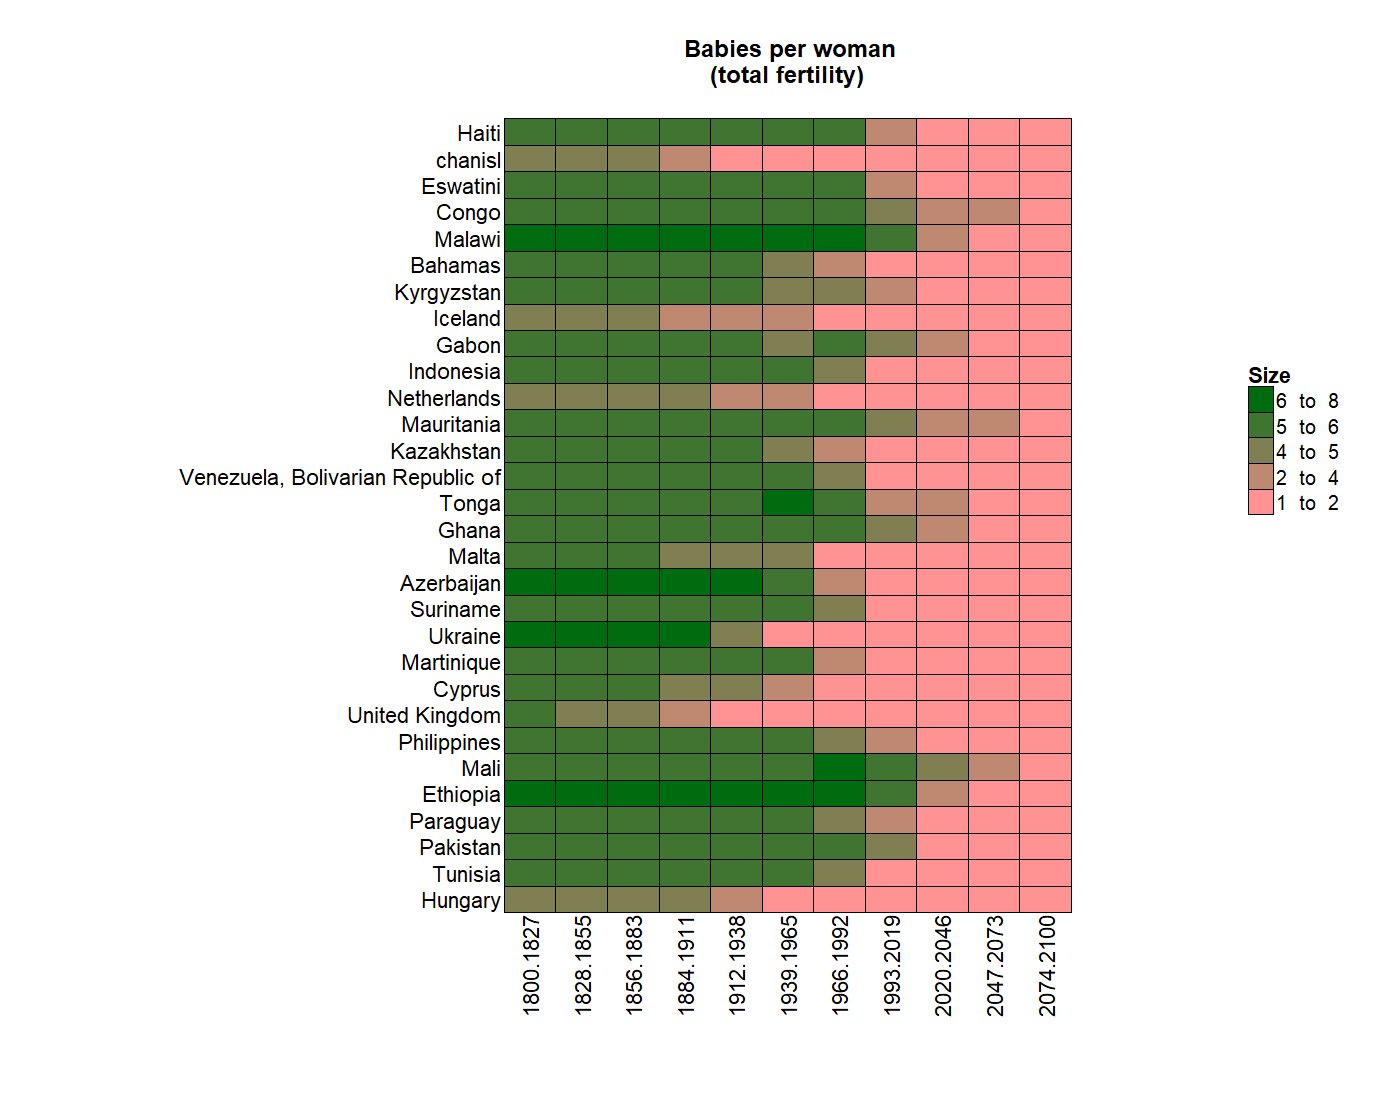 Babies per woman
(total fertility)
Haiti
chanisl
Eswatini
Congo
Malawi
Bahamas
Kyrgyzstan
Iceland
Gabon
Indonesia
Netherlands
Mauritania
Kazakhstan
Venezuela, Bolivarian Republic of
Tonga
Ghana
Malta
Azerbaijan
Suriname
Ukraine
Martinique
Cyprus
United Kingdom
Philippines
Mali
Ethiopia
Paraguay
Pakistan
Tunisia
Hungary
1800.1827
1828.1855
1856.1883
1884.1911
1912.1938
1939.1965
1966.1992
1993.2019
2020.2046
2047.2073
2074.2100
Size
6 to 8
5 to 6
4 to 5
2 to 4
1 to 2